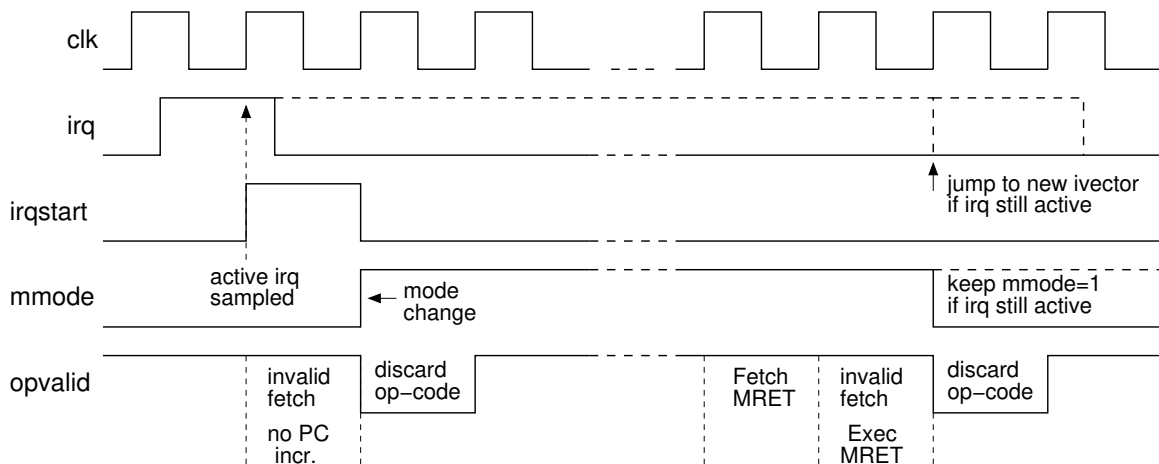 clk
irq
jump to new ivector
if irq still active
irqstart
active irq
sampled
mmode
mode
change
keep mmode=1
if irq still active
opvalid
invalid
fetch
discard
op−code
Fetch
MRET
invalid
fetch
discard
op−code
no PC
incr.
Exec
MRET